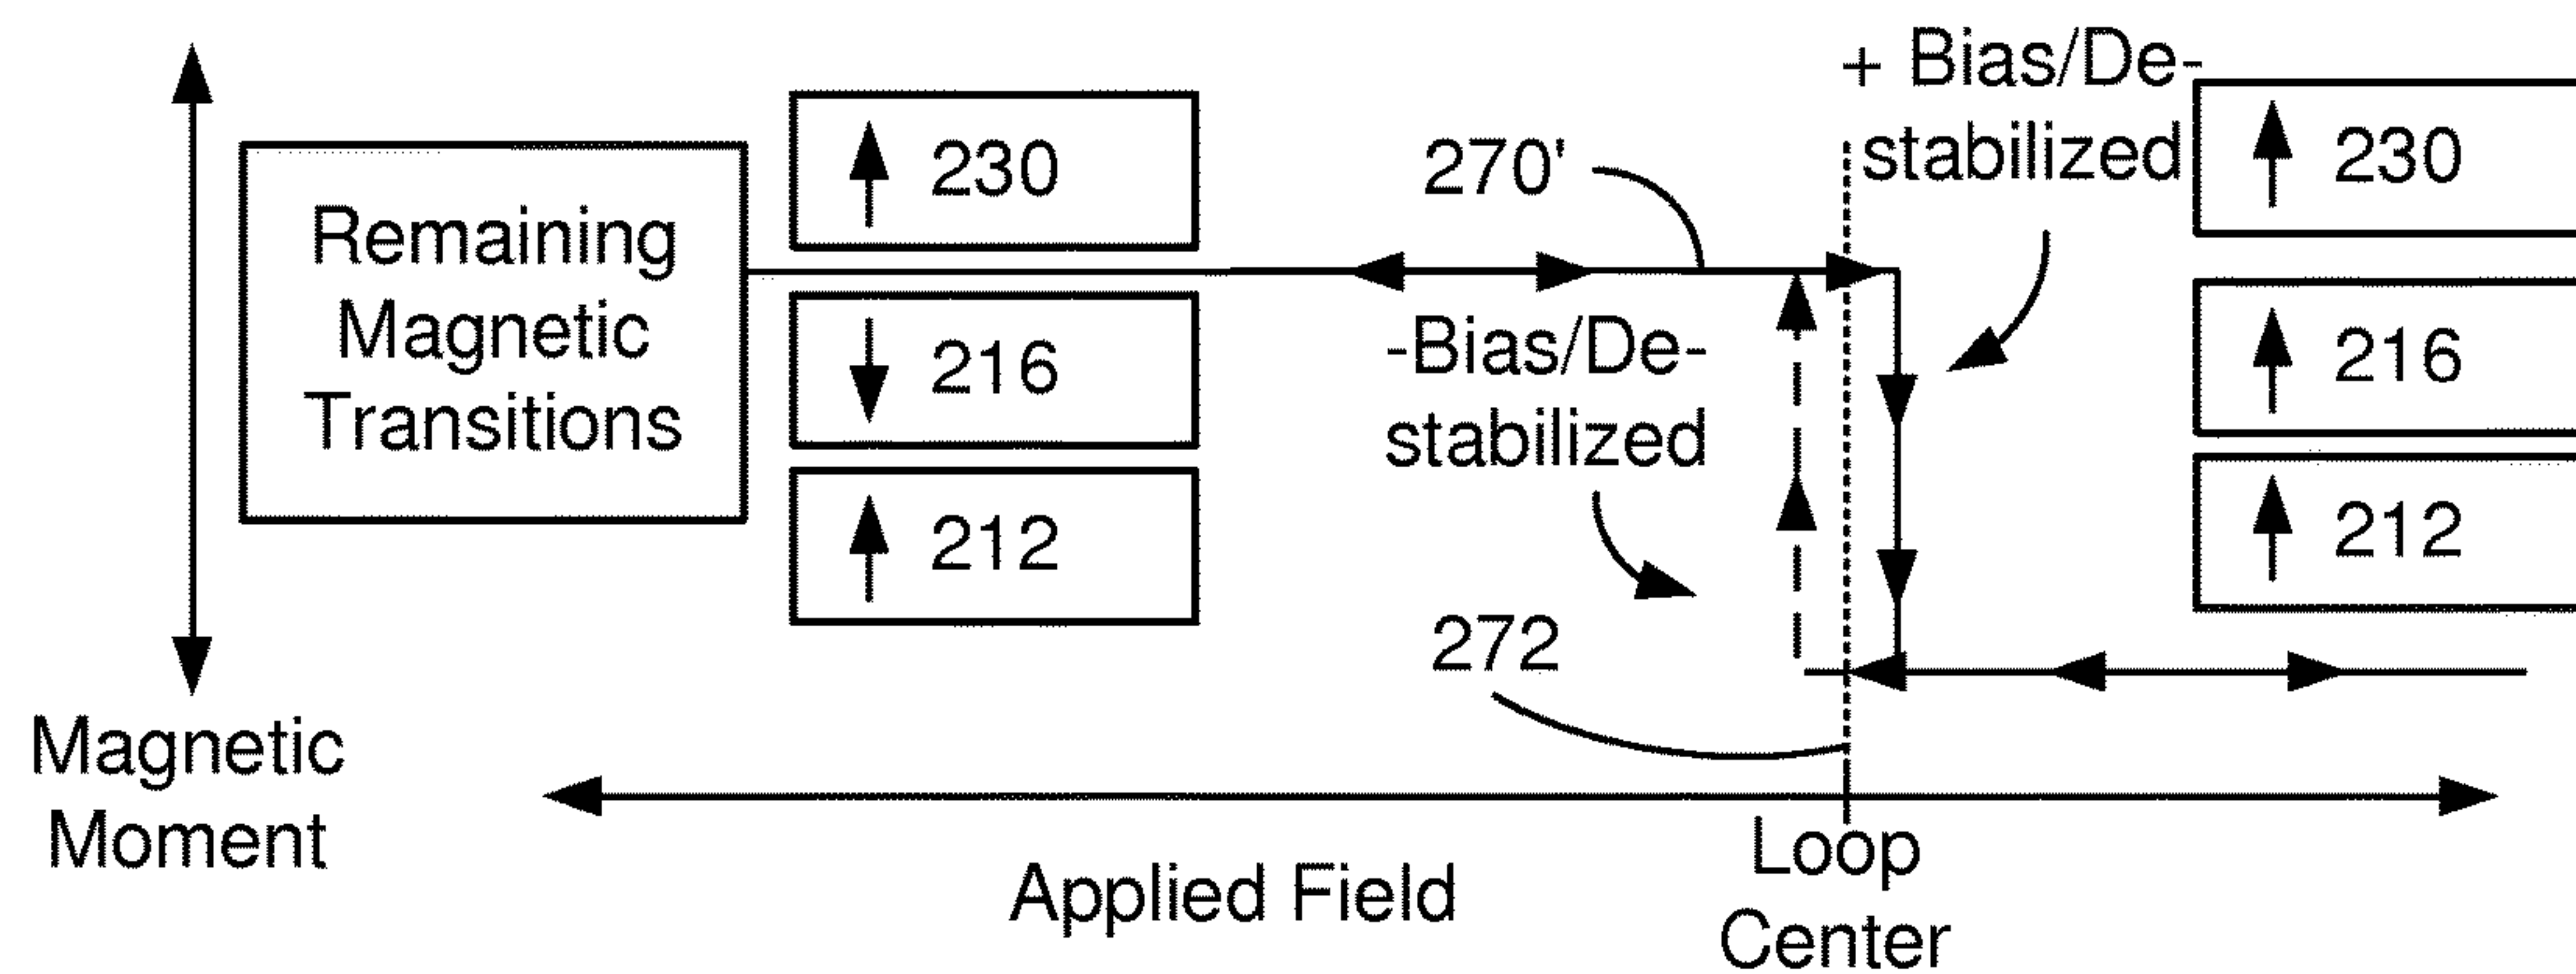 + Bias/De-
stabilized
230
216
212
Remaining
Magnetic
Transitions
270'
-Bias/De-
stabilized
272
230
216
212
Magnetic
Moment
Applied Field
Loop
Center